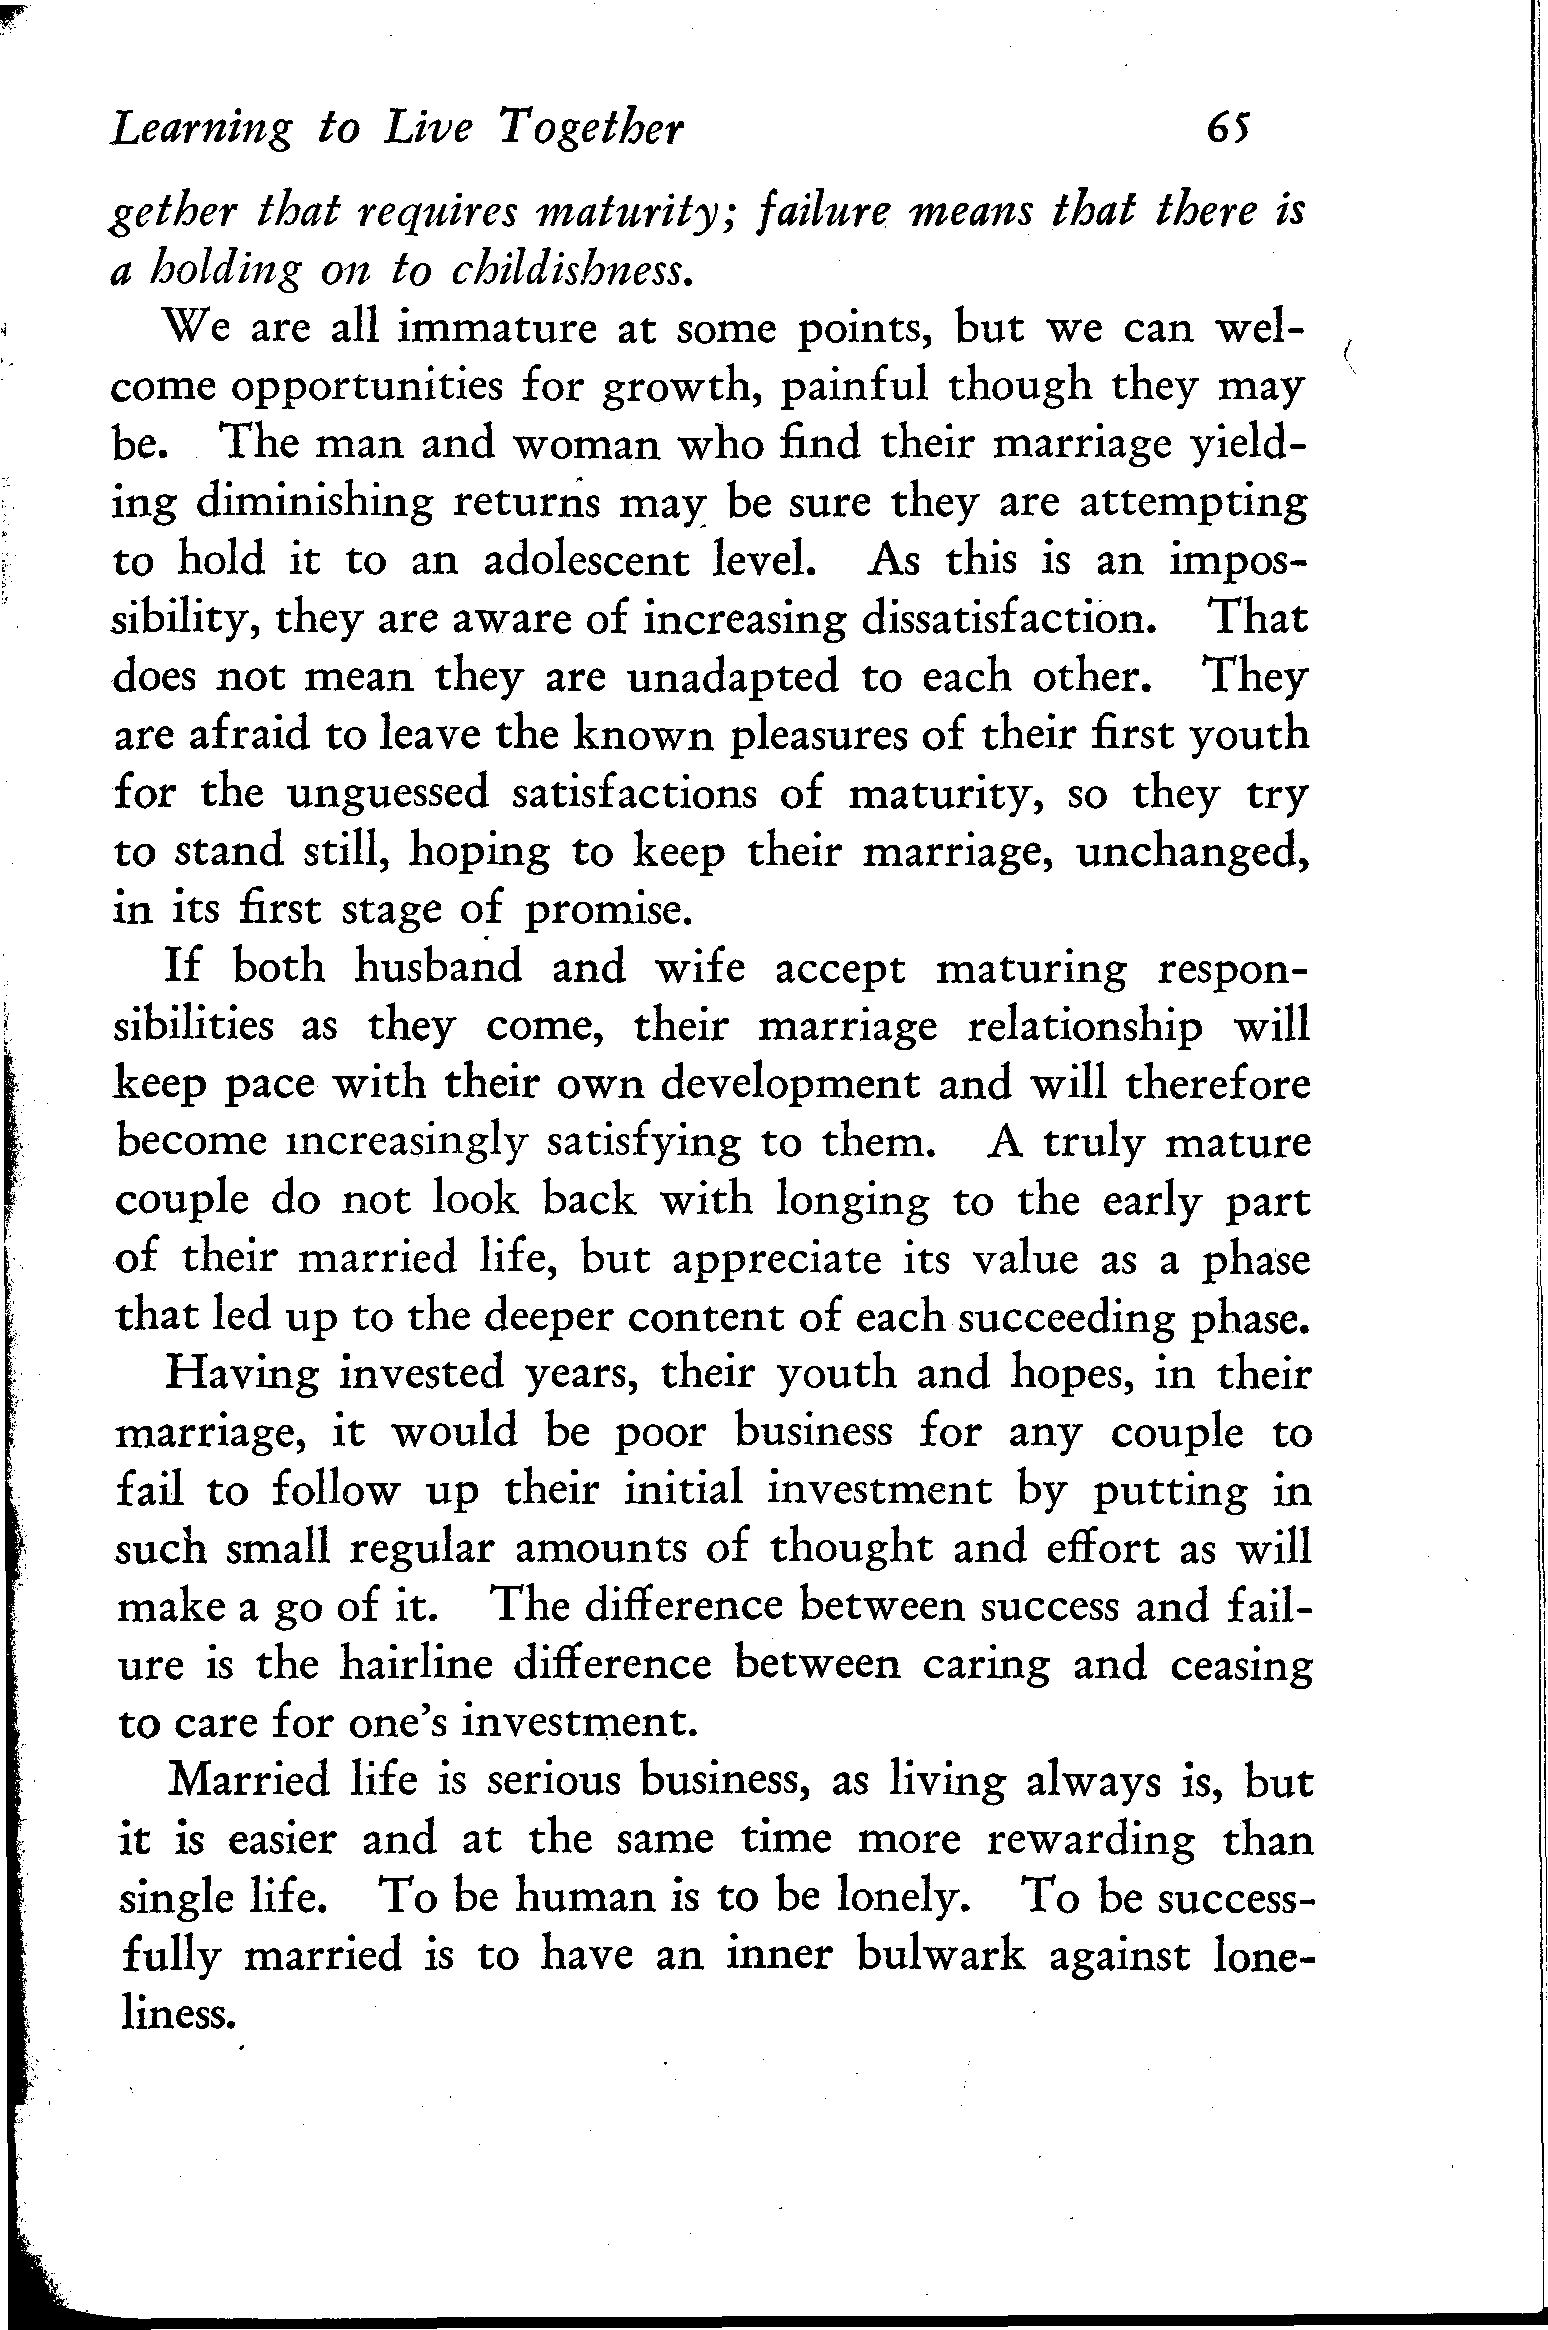 Learning to Live Together 65
gether that requires maturity; failure means that there is
a holding on to childishness.
We are all immature at some points, but we can wel-
come opportunities for growth, painful though they may
be. The man and woman who find their marriage yield-
ing diminishing returns may be sure they are attempting
to hold it to an adolescent level. As this is an impos-
sibility, they are aware of increasing dissatisfaction. That
does not mean they are unadapted to each other. They
are afraid to leave the known pleasures of their first youth
for the unguessed satisfactions of maturity, so they try
to stand still, hoping to keep their marriage, unchanged,
in its first stage of promise.
If both husband and wife accept maturing respon-
sibilities as they come, their marriage relationship will
keep pace with their own development and will therefore
become increasingly satisfying to them. A truly mature
couple do not look back with longing to the early part
of their married life, but appreciate its value as a phase
that led up to the deeper content of each succeeding phase.
Having invested years, their youth and hopes, in their
marriage, it would be poor business for any couple to
fail to follow up their initial investment by putting in
such small regular amounts of thought and effort as will
make a go of it. The difference between success and fail-
ure is the hairline difference between caring and ceasing
to care for one's investment.
Married life is serious business, as living always is, but
it is easier and at the same time more rewarding than
single life. To be human is to be lonely. To be success-
fully married is to have an inner bulwark against lone-
liness.